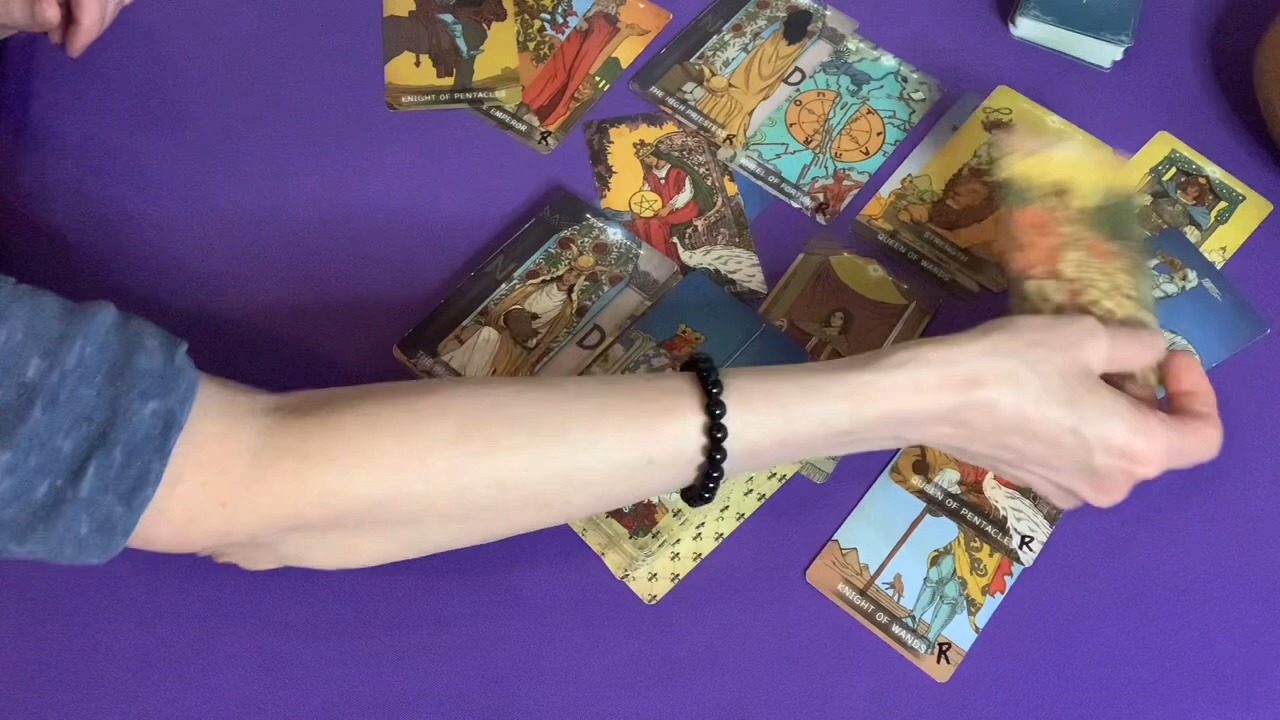 KNIGHT OF PENTACLES
EMPEROR
R
THE HIGH PRIESTESS
R
D
WHEEL OF FORTUNE
R
STRENGTH
QUEEN OF WANDS
D
QUEEN OF PENTACLES
R
KNIGHT OF WANDS
R